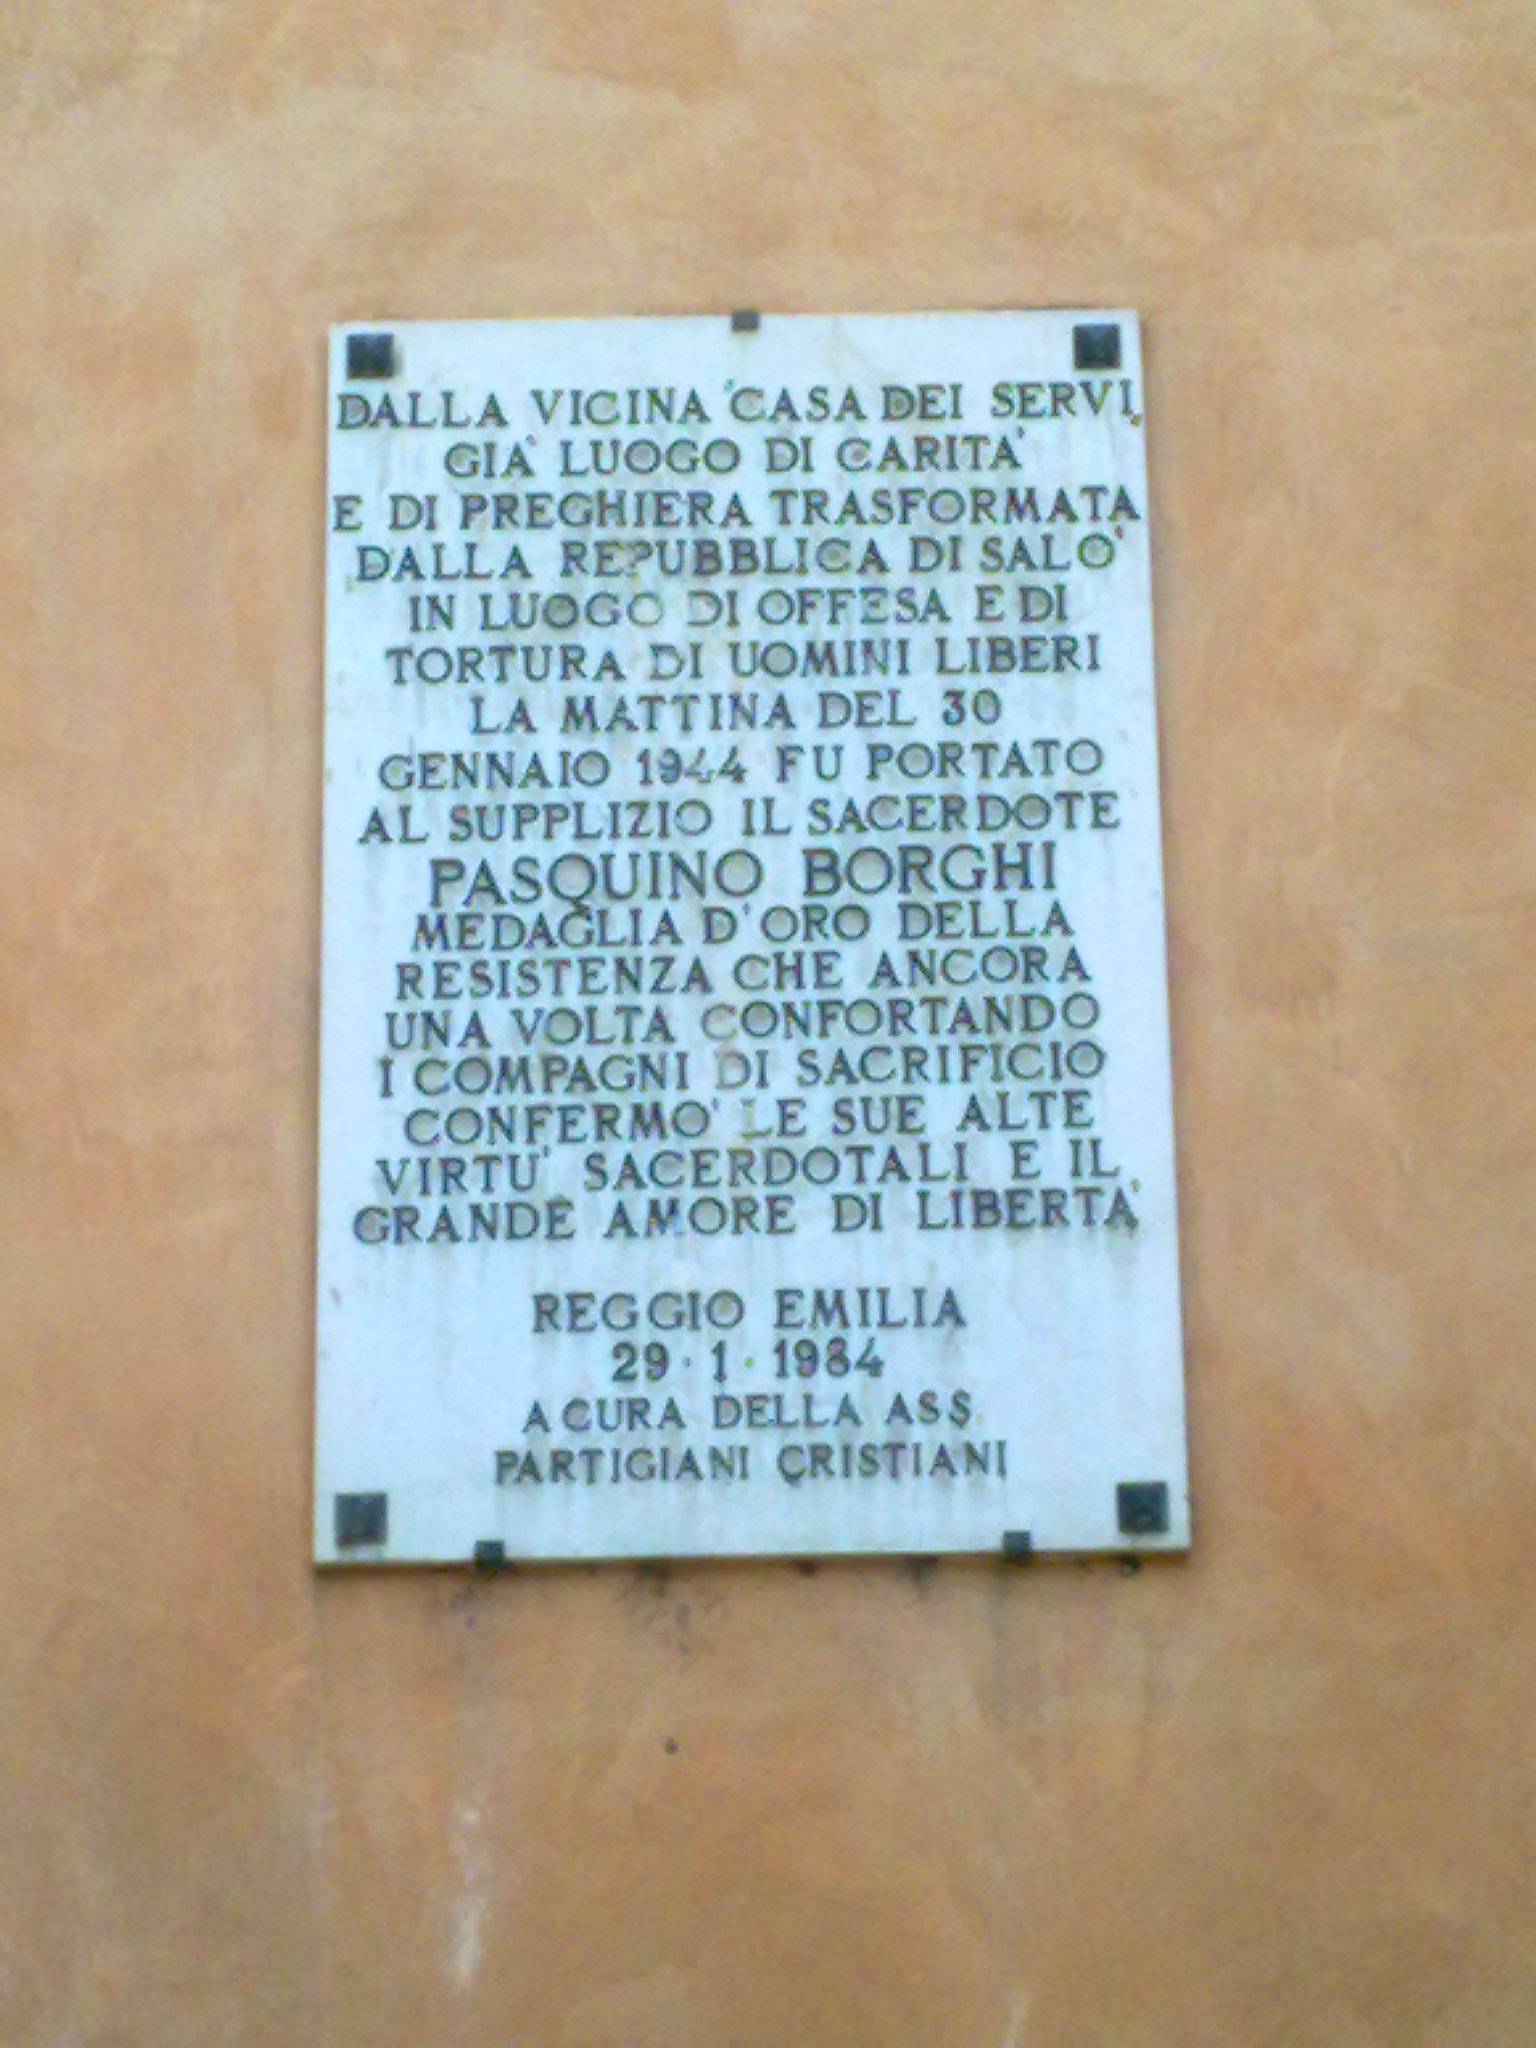 DALLA VICINA "CASA DEI SERVI"
GIA' LUOGO DI CARITA'
E DI PREGHIERA TRASFORMATA
DALLA REPUBBLICA DI SALO'
IN LUOGO DI OFFESA E DI
TORTURA DI UOMINI LIBERI
LA MATTINA DEL 30
GENNAIO 1944 FU PORTATO
AL SUPPLIZIO IL SACERDOTE
PASQUINO BORGHI
MEDAGLIA D'ORO DELLA
RESISTENZA CHE ANCORA
UNA VOLTA CONFORTANDO
I COMPAGNI DI SACRIFICIO
CONFERMO' LE SUE ALTE
VIRTU' SACERDOTALI E IL
GRANDE AMORE DI LIBERTA'
REGGIO EMILIA
29·1·1984
A CURA DELLA ASS.
PARTIGIANI CRISTIANI